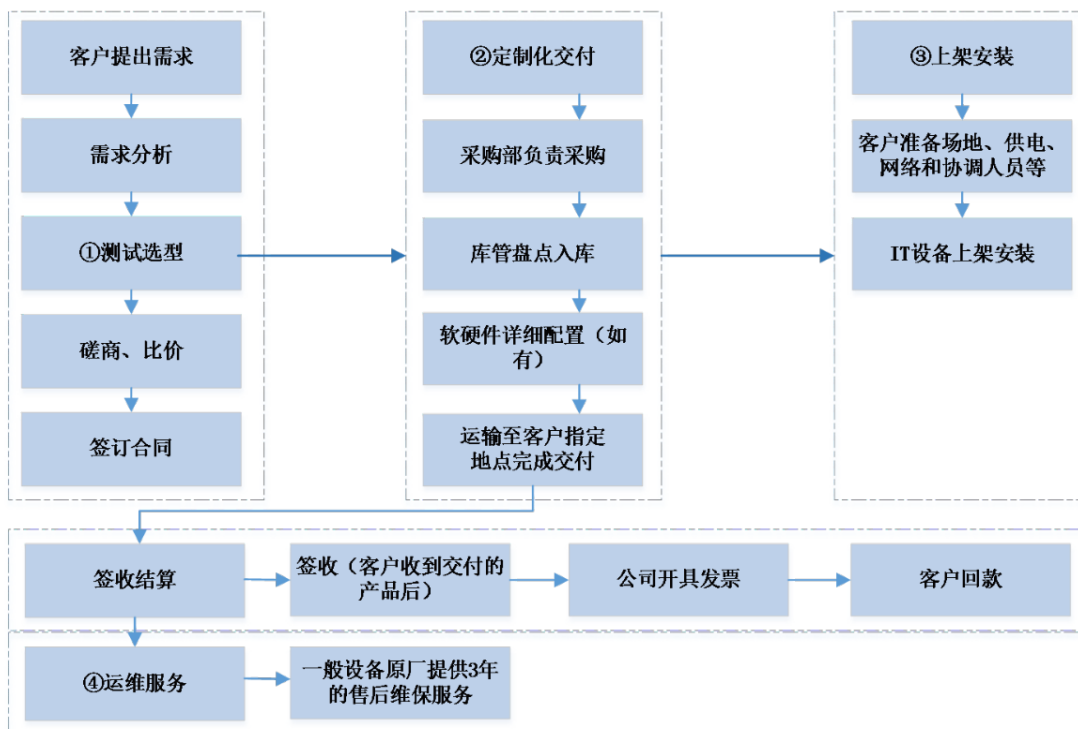 客户提出需求
需求分析
①测试选型
磋商、比价
签订合同
②定制化交付
采购部负责采购
库管盘点入库
软硬件详细配置（如
有）
运输至客户指定
地点完成交付
③上架安装
客户准备场地、供电、
网络和协调人员等
IT设备上架安装
签收结算
签收（客户收到交付的
产品后）
公司开具发票
客户回款
④运维服务
一般设备原厂提供3年
的售后维保服务